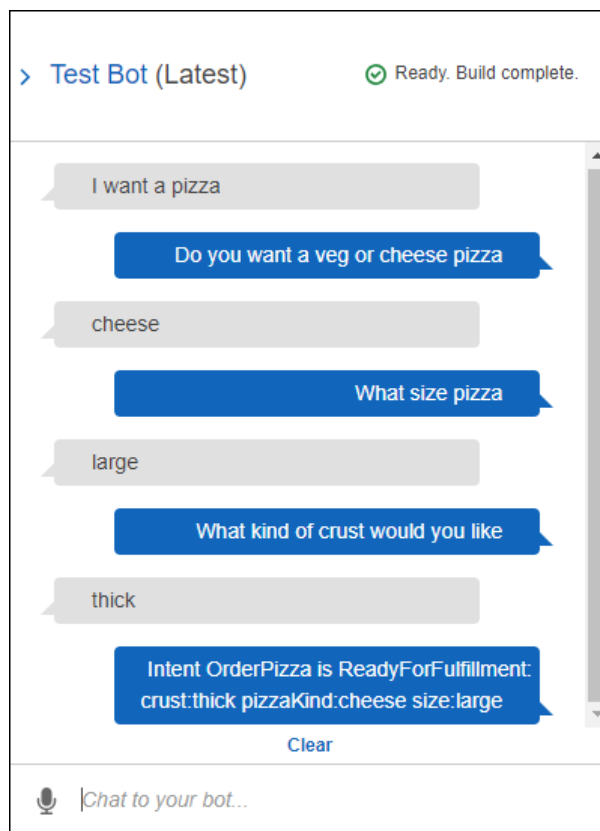 Test Bot (Latest)
Ready. Build complete.
I want a pizza
Do you want a veg or cheese pizza
cheese
What size pizza
large
What kind of crust would you like
thick
Intent OrderPizza is ReadyForFulfillment:
crust:thick pizzaKind:cheese size:large
Clear
Chat to your bot...